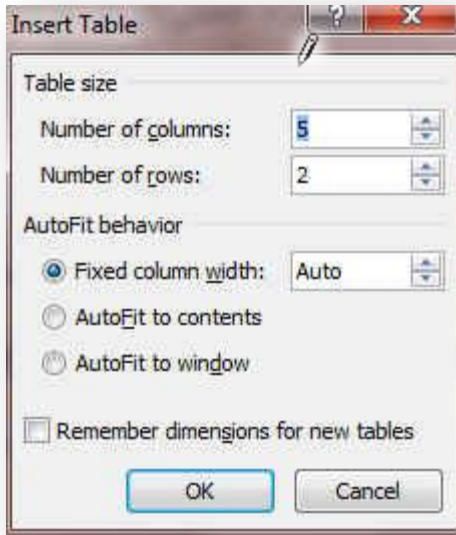 Insert Table
Table size
Number of columns: 5
Number of rows: 2
AutoFit behavior
Fixed column width: Auto
AutoFit to contents
AutoFit to window
Remember dimensions for new tables
OK Cancel